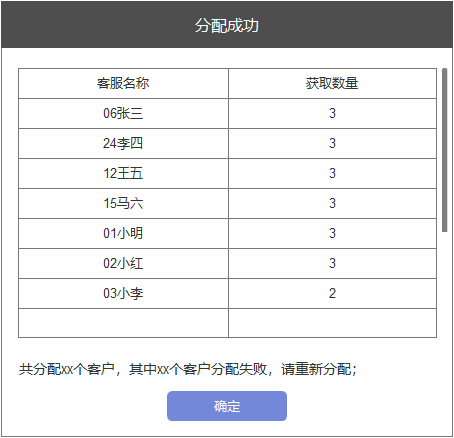 分配成功
客服名称 获取数量
06张三 3
24李四 3
12王五 3
15马六 3
01小明 3
02小红 3
03小李 2
共分配xx个客户，其中xx个客户分配失败，请重新分配；
确定